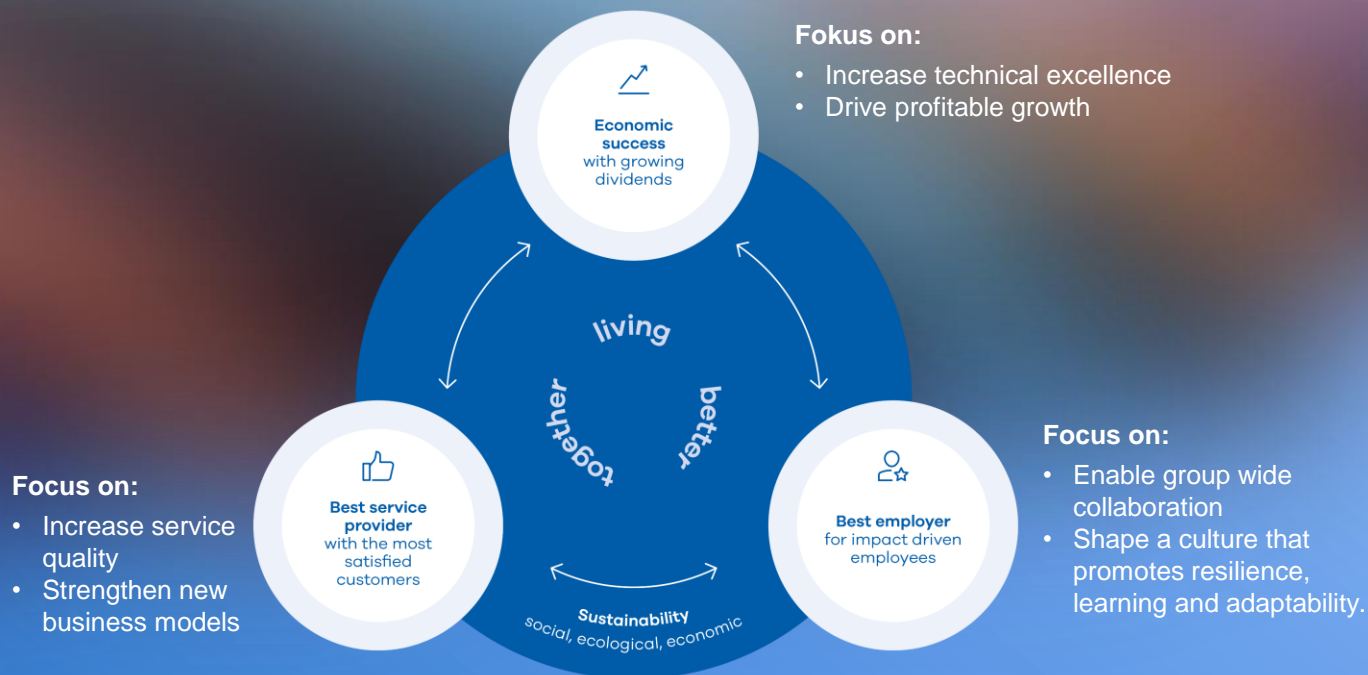 Fokus on:
• Increase technical excellence
• Drive profitable growth
Economic
success
with growing
dividends
living
better
together
Focus on:
• Increase service
quality
• Strengthen new
business models
Best service
provider
with the most
satisfied
customers
Best employer
for impact driven
employees
Focus on:
• Enable group wide
collaboration
• Shape a culture that
promotes resilience,
learning and adaptability.
Sustainability
social, ecological, economic